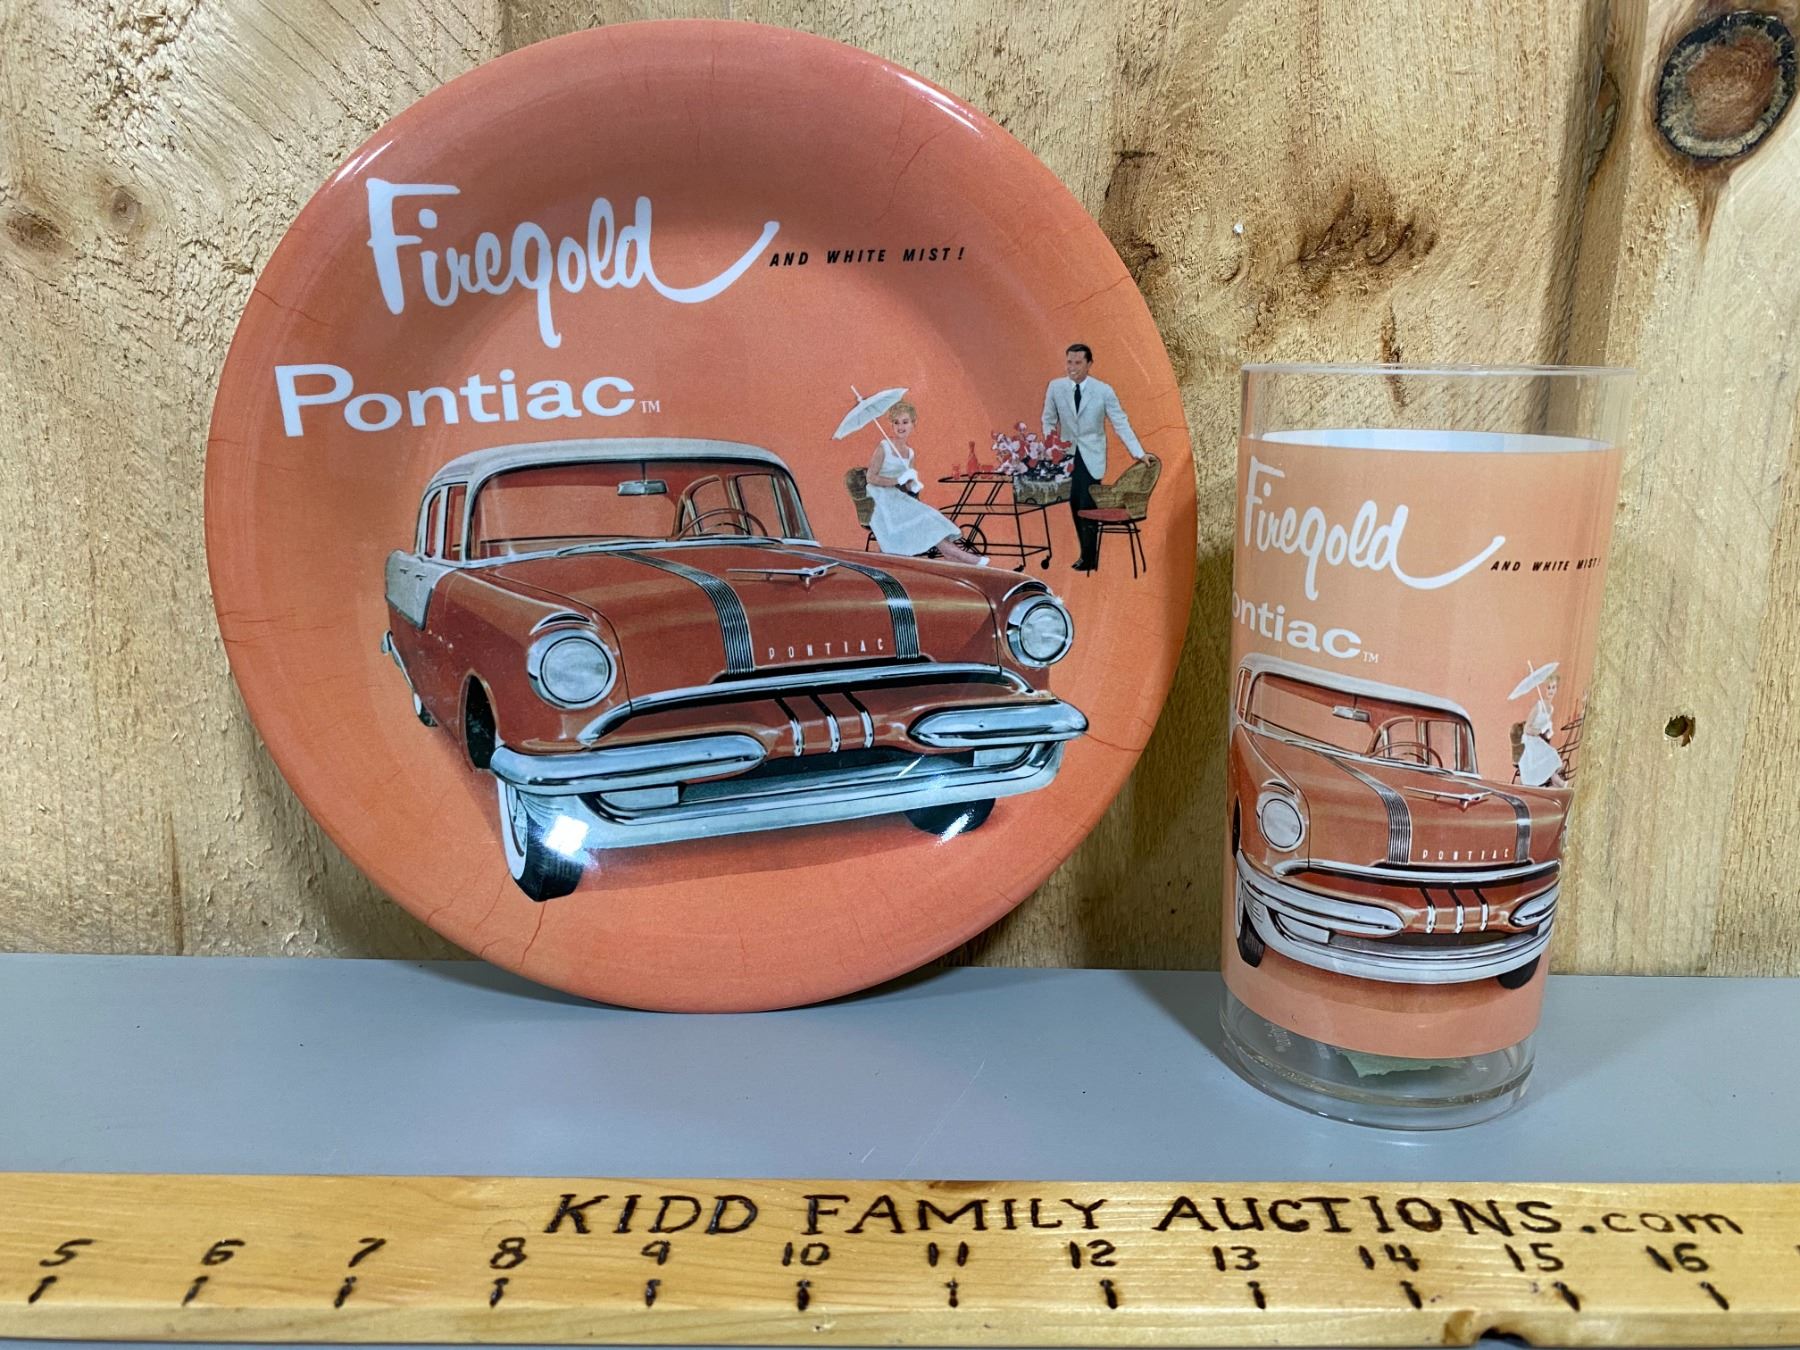 Firegold AND WHITE MIST!
Pontiac™
PONTIAC
Firegold AND WHITE MIST!
ontiac™
PONTIAC
KIDD FAMILY AUCTIONS.com
5 6 7 8 9 10 11 12 13 14 15 16